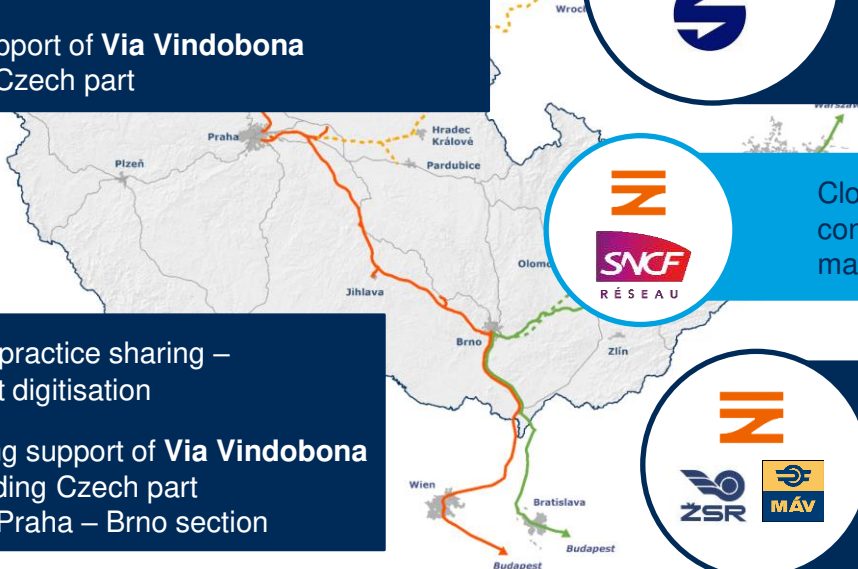 pport of Via Vindobona
Czech part
Wrocł
Warszawa
Praha
Hradec
Králové
Plzeň
Pardubice
Clo
con
ma
SNCF
RÉSEAU
Jihlava
Olomo
Brno
Zlín
practice sharing –
t digitisation
ng support of Via Vindobona
ding Czech part
Praha – Brno section
Wien
Bratislava
ŽSR
MÁV
Budapest
Budapest